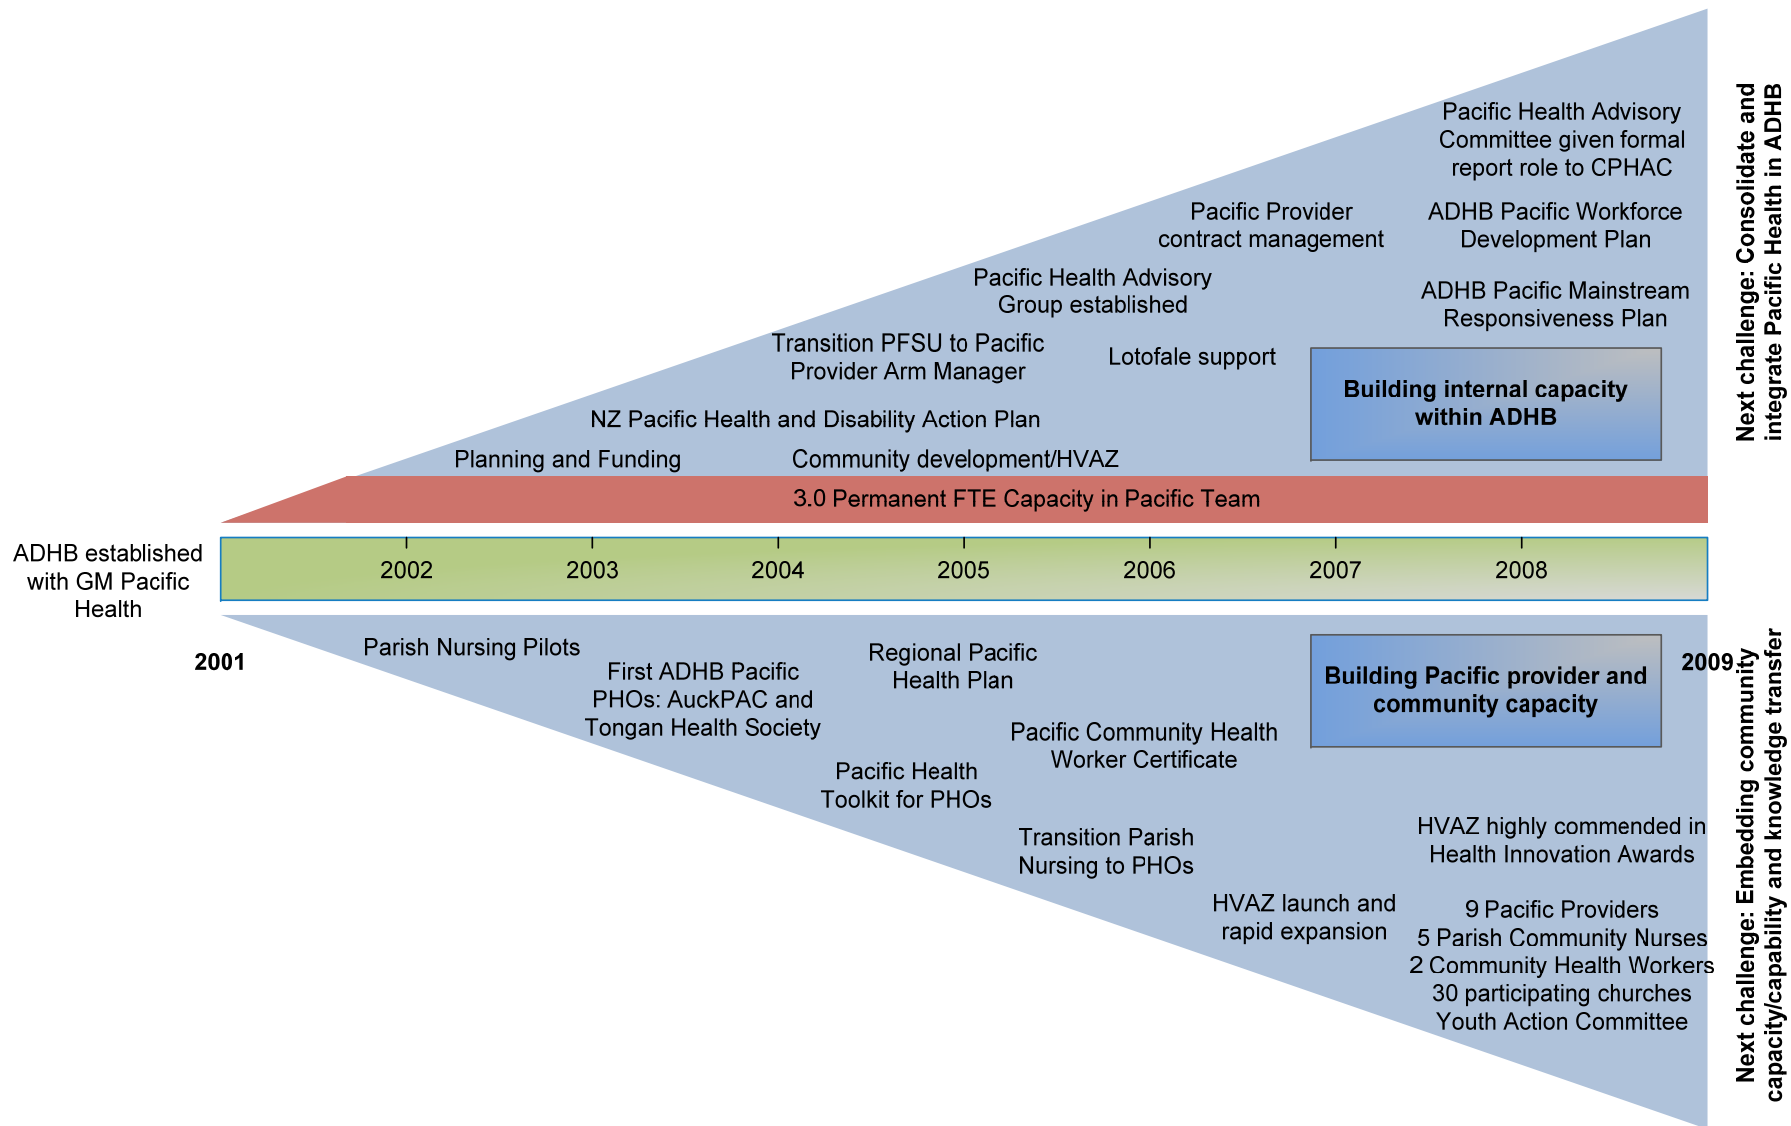 Pacific Health Advisory
Committee given formal
report role to CPHAC
Pacific Provider
contract management
ADHB Pacific Workforce
Development Plan
Pacific Health Advisory
Group established
ADHB Pacific Mainstream
Responsiveness Plan
Transition PFSU to Pacific
Provider Arm Manager
Lotofale support
Building internal capacity
within ADHB
NZ Pacific Health and Disability Action Plan
Planning and Funding
Community development/HVAZ
3.0 Permanent FTE Capacity in Pacific Team
Next challenge: Consolidate and
integrate Pacific Health in ADHB
ADHB established
with GM Pacific
Health
2002
2003
2004
2005
2006
2007
2008
2001
2009
Parish Nursing Pilots
First ADHB Pacific
PHOs: AuckPAC and
Tongan Health Society
Regional Pacific
Health Plan
Building Pacific provider and
community capacity
Pacific Community Health
Worker Certificate
Pacific Health
Toolkit for PHOs
Transition Parish
Nursing to PHOs
HVAZ highly commended in
Health Innovation Awards
HVAZ launch and
rapid expansion
9 Pacific Providers
5 Parish Community Nurses
2 Community Health Workers
30 participating churches
Youth Action Committee
Next challenge: Embedding community
capacity/capability and knowledge transfer